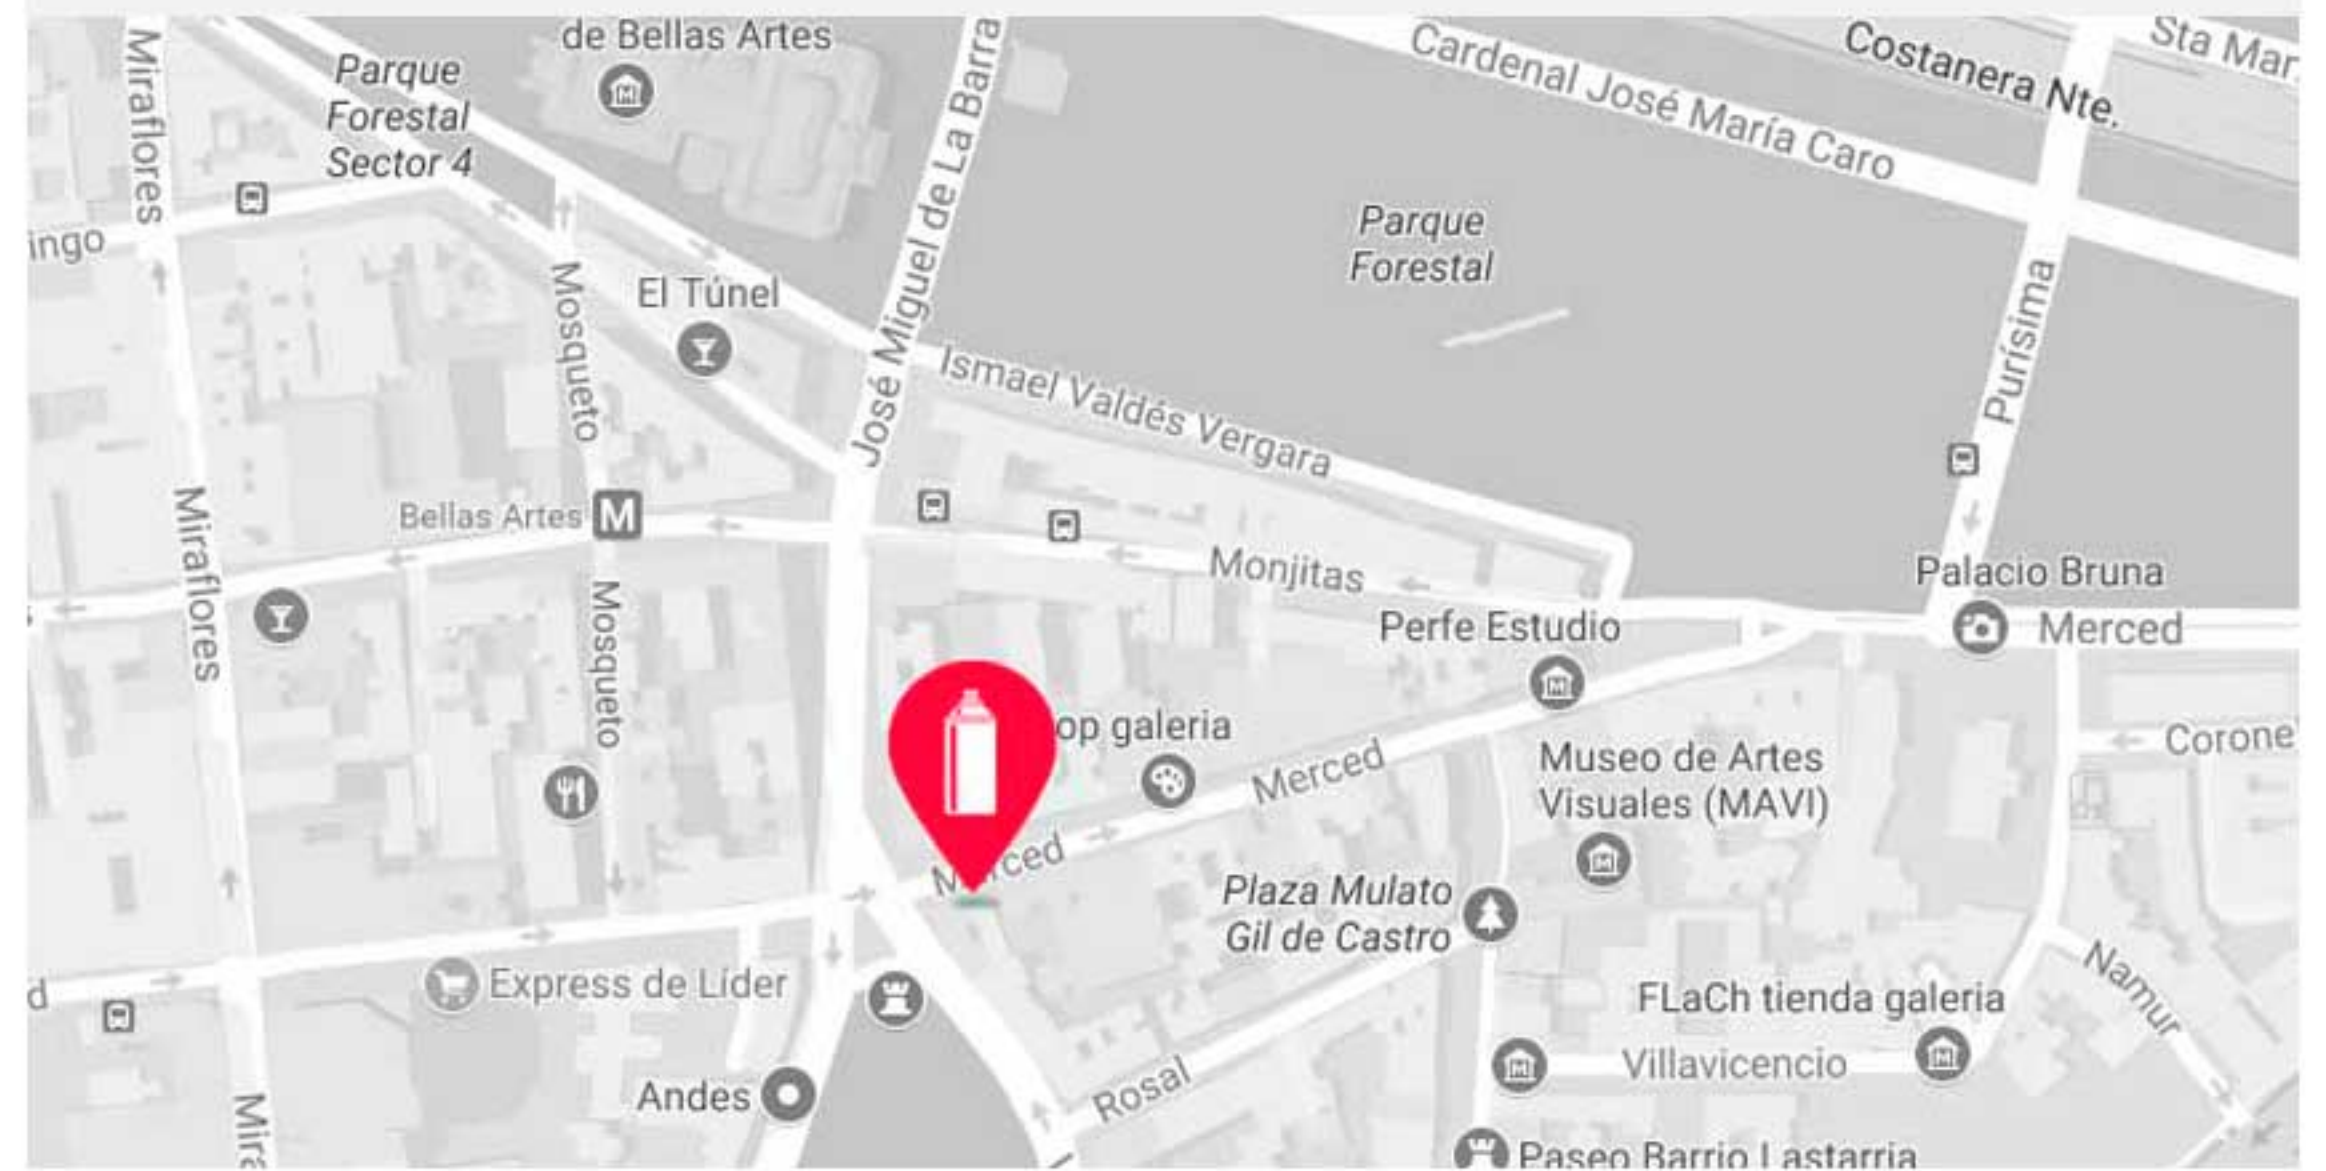 de Bellas Artes
Parque
Forestal
Sector 4
Miraflores
José Miguel de La Barra
Cardenal José María Caro
Costanera Nte.
Sta Mar
ingo
Parque
Forestal
Purísima
El Túnel
Mosqueto
Ismael Valdés Vergara
Bellas Artes M
Miraflores
Monjitas
Palacio Bruna
Merced
Perfe Estudio
Mosqueto
op galeria
Merced
Museo de Artes
Visuales (MAVI)
Corone
Merced
Plaza Mulato
Gil de Castro
Express de Líder
d
FLaCh tienda galeria
Namur
Villavicencio
Andes
Rosal
Mira
Paseo Barrio Lastarria